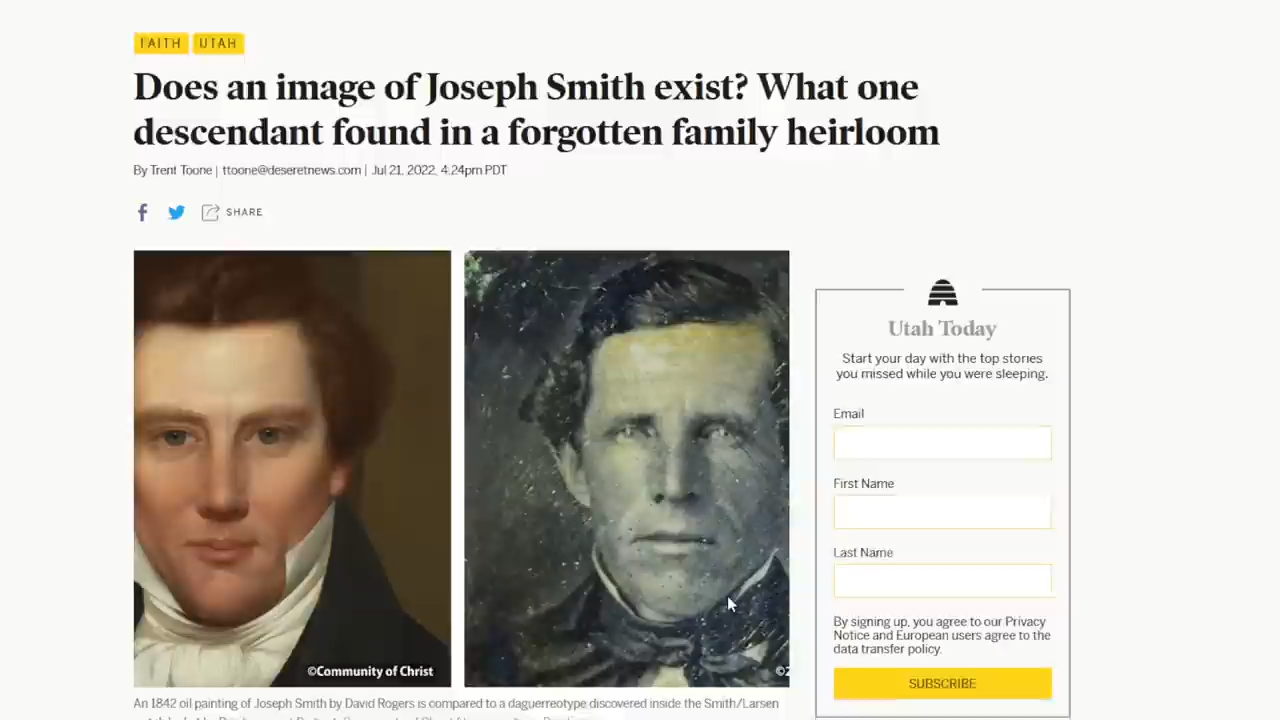 FAITH UTAH
Does an image of Joseph Smith exist? What one
descendant found in a forgotten family heirloom
By Trent Toone | ttoone@deseretnews.com | Jul 21, 2022, 4:24pm PDT
SHARE
©Community of Christ
©2
An 1842 oil painting of Joseph Smith by David Rogers is compared to a daguerreotype discovered inside the Smith/Larsen
Utah Today
Start your day with the top stories
you missed while you were sleeping.
Email
First Name
Last Name
By signing up, you agree to our Privacy
Notice and European users agree to the
data transfer policy.
SUBSCRIBE